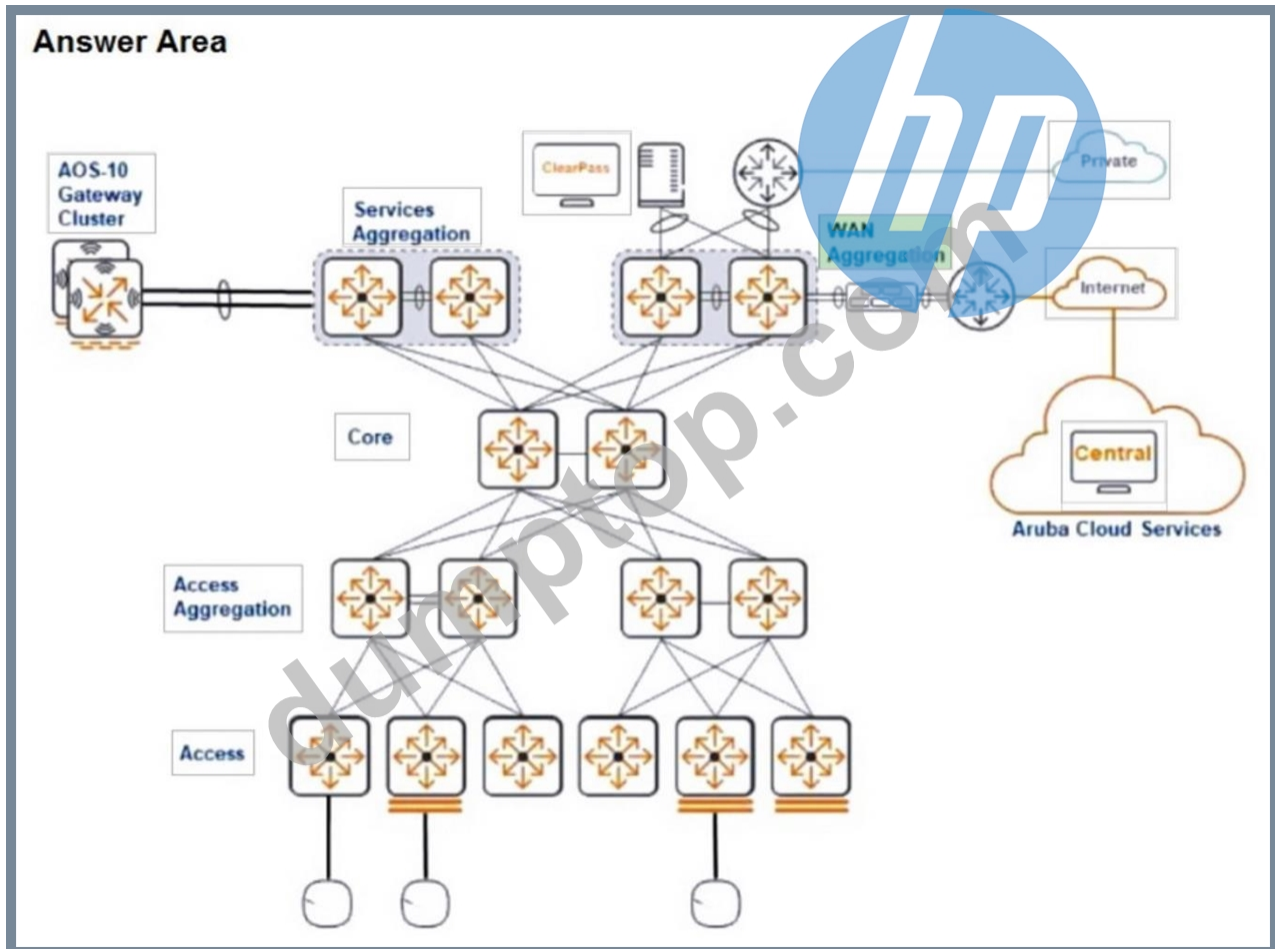 Answer Area
AOS-10
Gateway
Cluster
Services
Aggregation
ClearPass
hp
Private
WAN
Aggregation
Internet
Core
Central
Aruba Cloud Services
Access
Aggregation
Access
dumptop.com